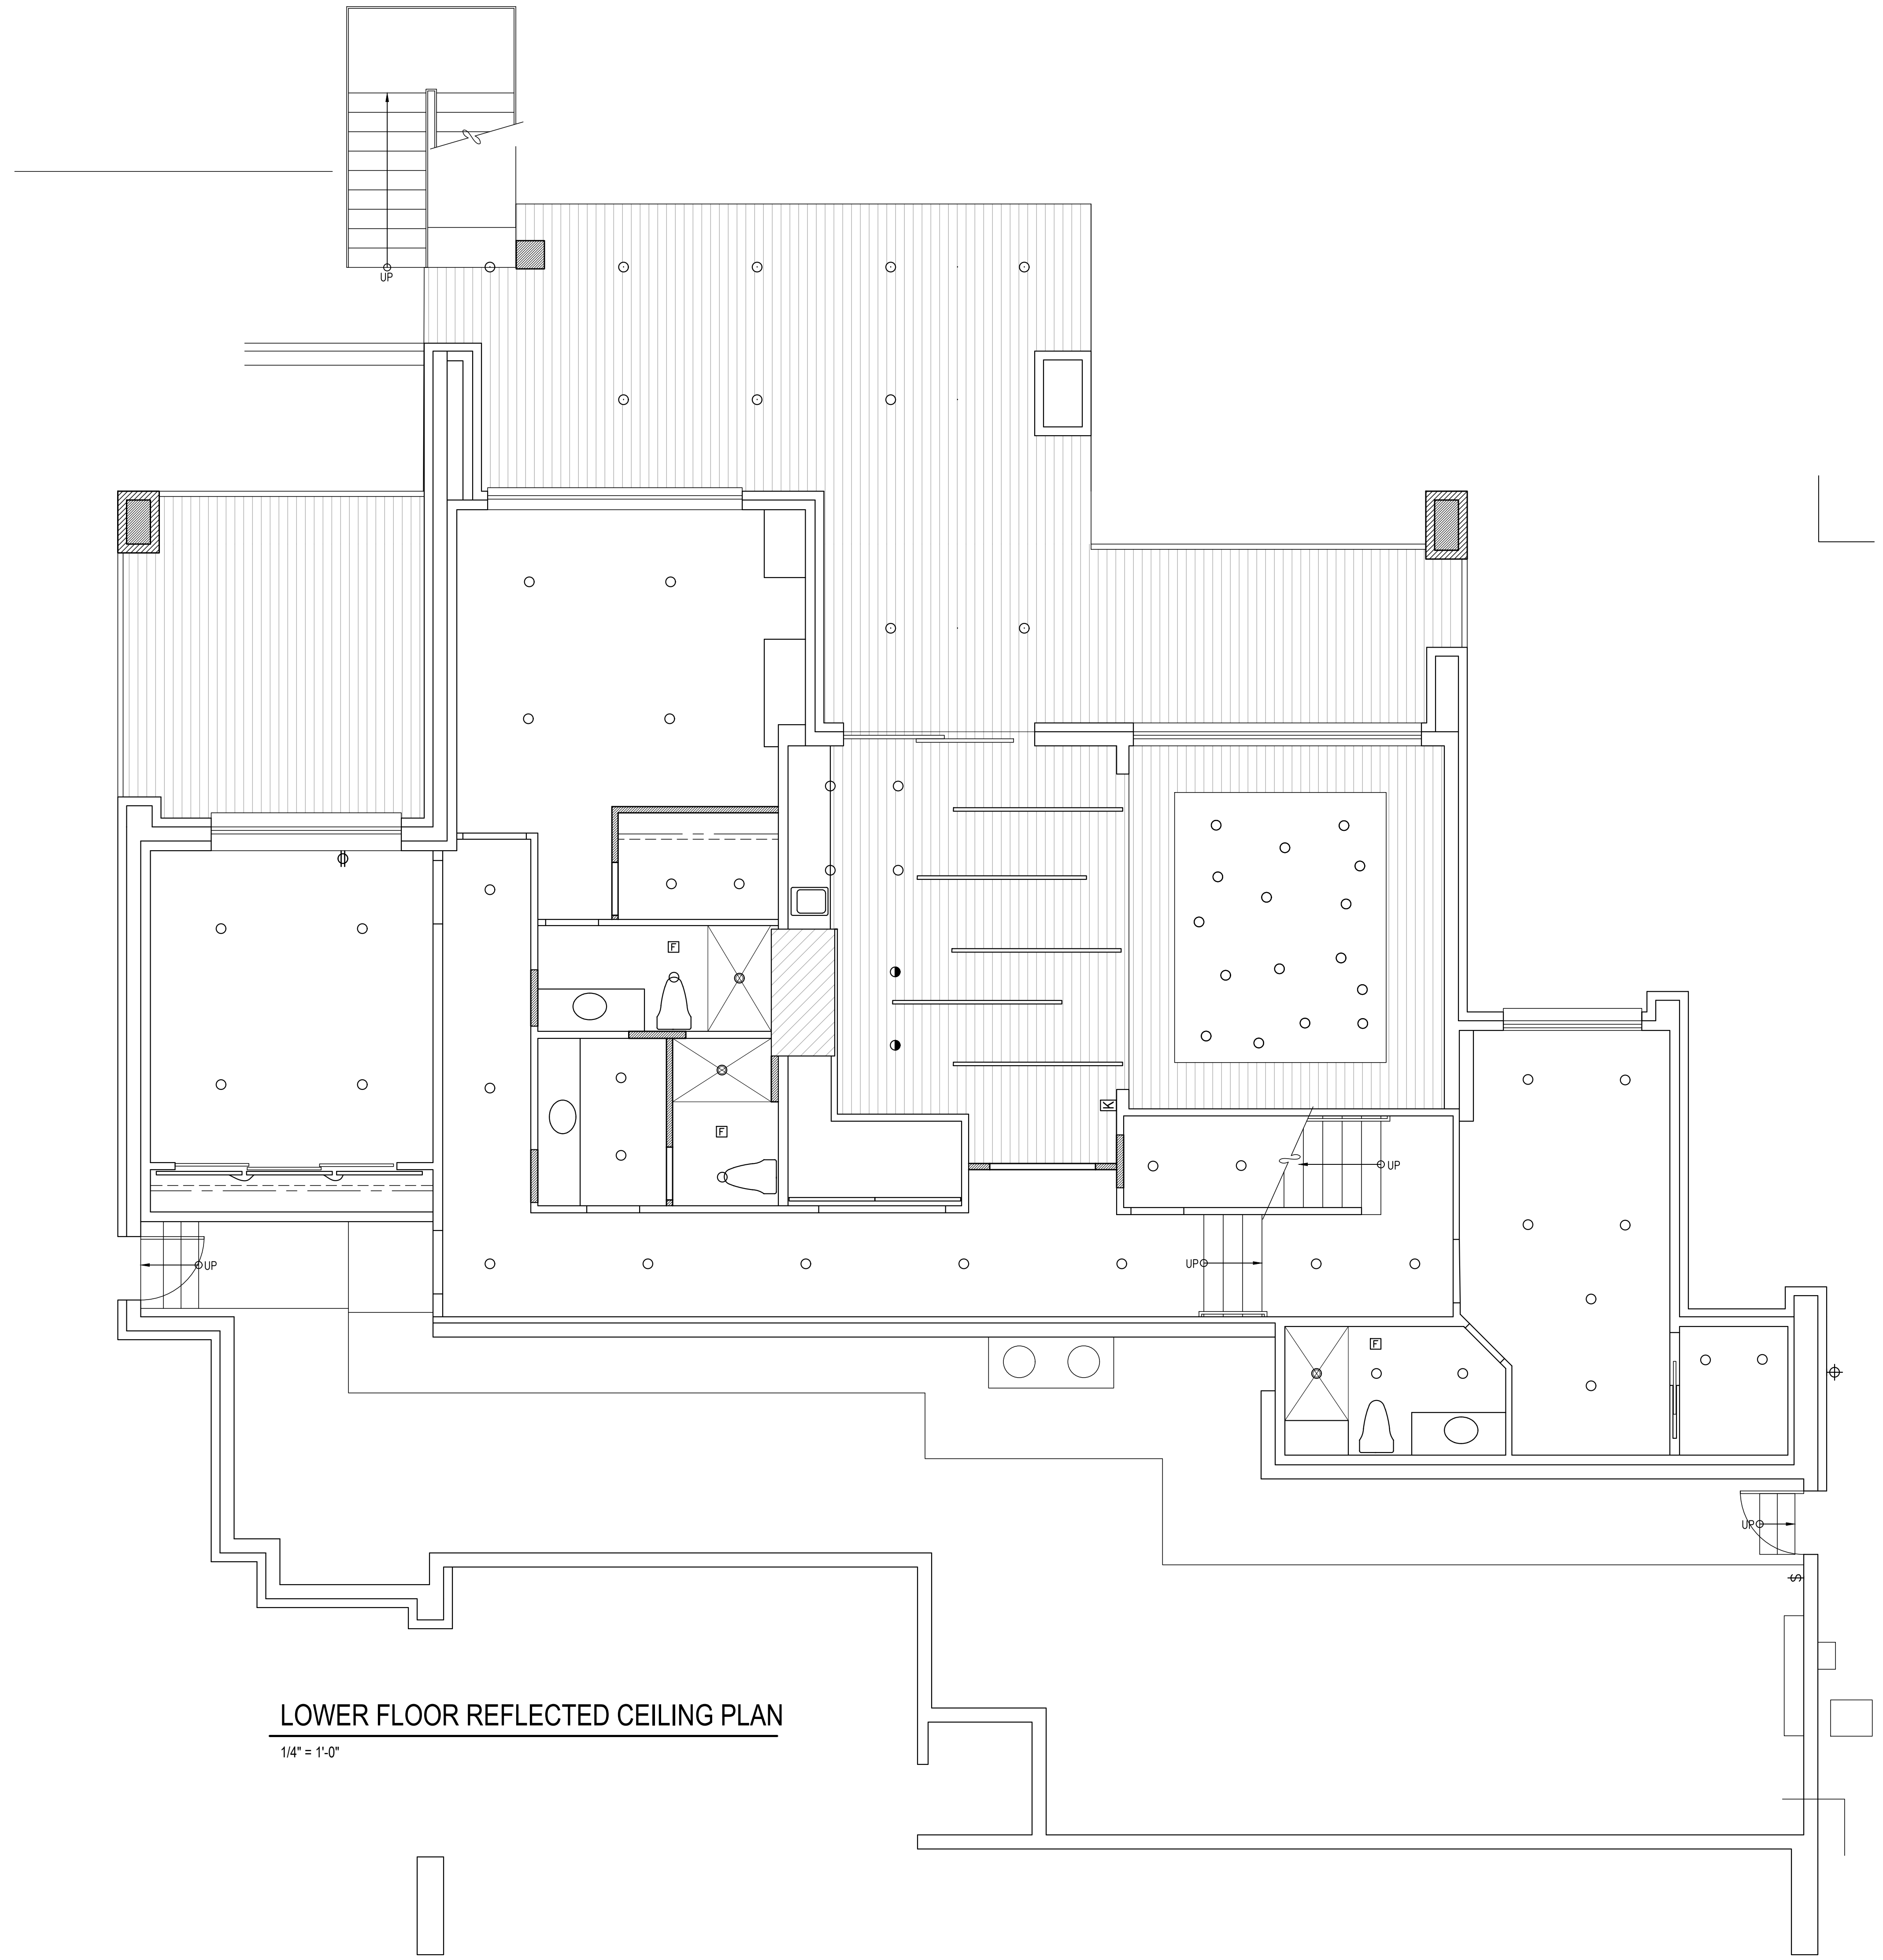 UP
F
F
K
UP
UP
UP
F
UP
$
LOWER FLOOR REFLECTED CEILING PLAN
1/4" = 1'-0"